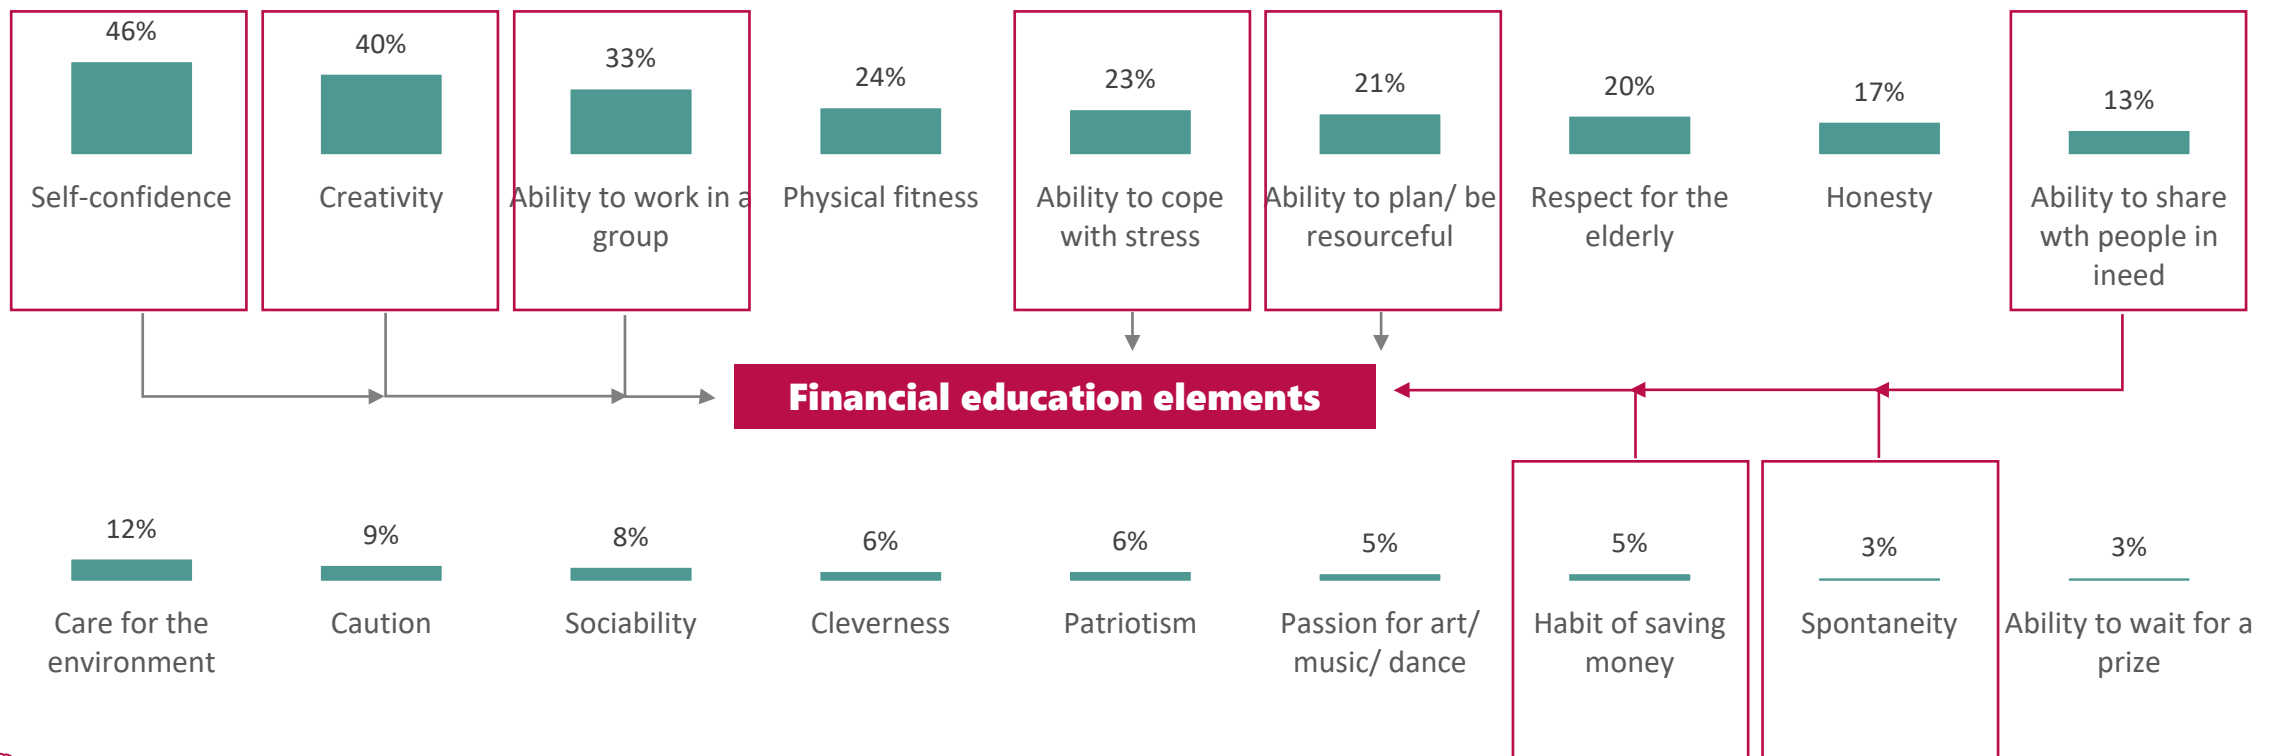 46%
40%
33%
24%
23%
21%
20%
17%
13%
Self-confidence
Creativity
Ability to work in a
group
Physical fitness
Ability to cope
with stress
Ability to plan/ be
resourceful
Respect for the
elderly
Honesty
Ability to share
wth people in
ineed
Financial education elements
12%
9%
8%
6%
6%
5%
5%
3%
3%
Care for the
environment
Caution
Sociability
Cleverness
Patriotism
Passion for art/
music/ dance
Habit of saving
money
Spontaneity
Ability to wait for a
prize